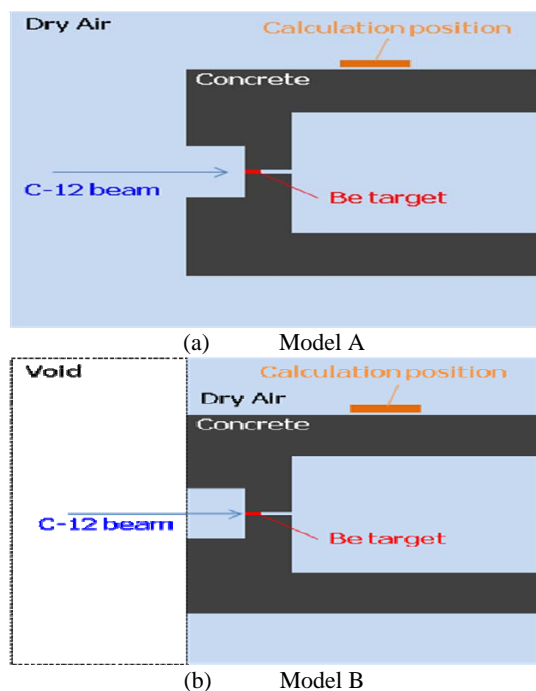 Dry Air
Calculation position
Concrete
C-12 beam
Be target
(a) Model A
Void
Calculation position
Dry Air
Concrete
C-12 beam
Be target
(b) Model B